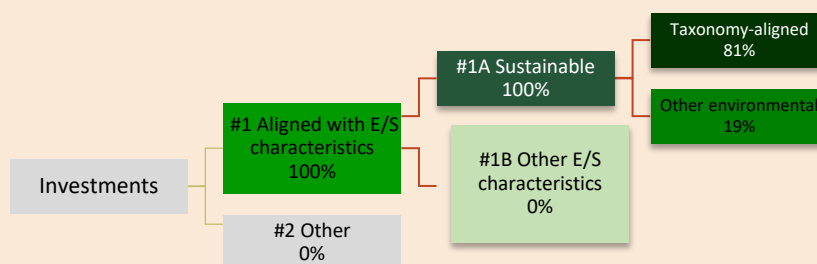 Investments
#1 Aligned with E/S
characteristics
100%
#2 Other
0%
#1A Sustainable
100%
#1B Other E/S
characteristics
0%
Taxonomy-aligned
81%
Other environmental
19%